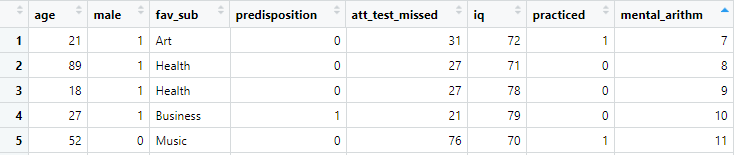 age male fav_sub predisposition att_test_missed iq practiced mental_arithm
1 21 1 Art 0 31 72 1 7
2 89 1 Health 0 27 71 0 8
3 18 1 Health 0 27 78 0 9
4 27 1 Business 1 21 79 0 10
5 52 0 Music 0 76 70 1 11